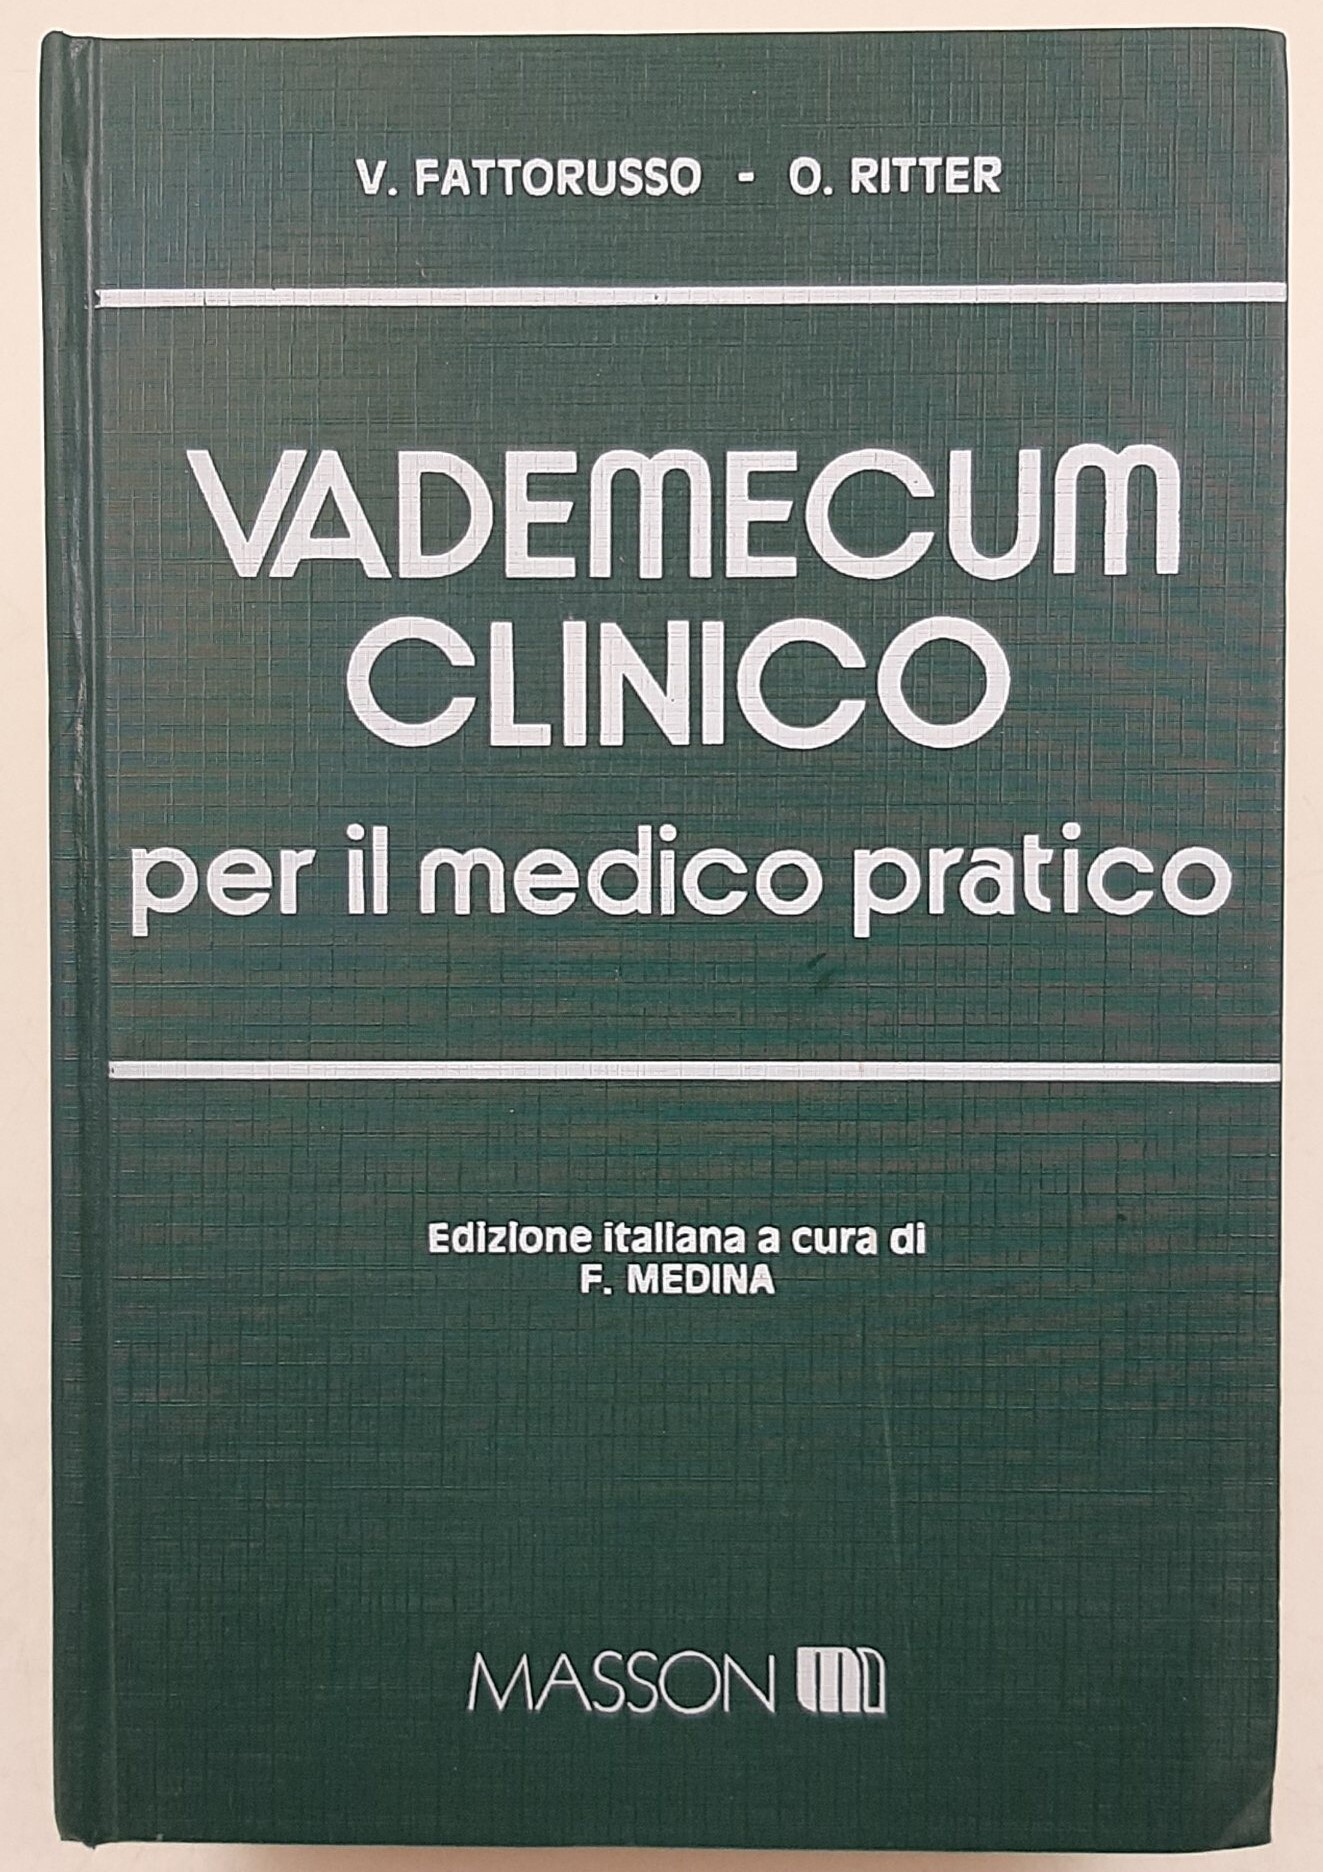 V. FATTORUSSO - O. RITTER
VADEMECUM
CLINICO
per il medico pratico
Edizione italiana a cura di
F. MEDINA
MASSON m